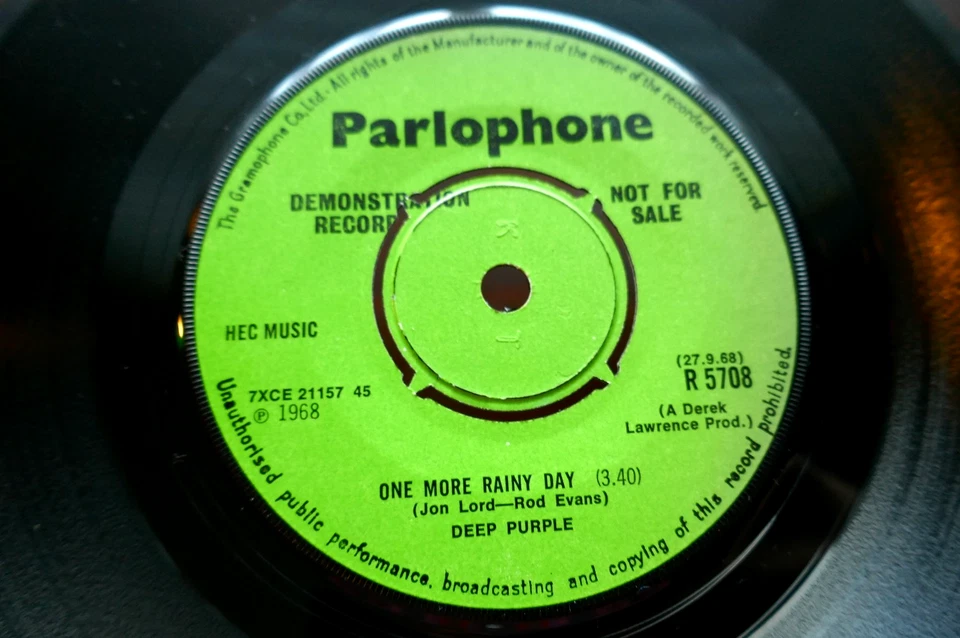 The Gramophone Co.Ltd.-All rights of the Manufacturer and of the owner of the recorded work reserved
Parlophone
DEMONSTRATION
RECORD
NOT FOR
SALE
K
T
HEC MUSIC
7XCE 21157 45
℗ 1968
(27.9.68)
R 5708
(A Derek
Lawrence Prod.)
ONE MORE RAINY DAY (3.40)
(Jon Lord—Rod Evans)
DEEP PURPLE
Unauthorised public performance, broadcasting and copying of this record prohibited.